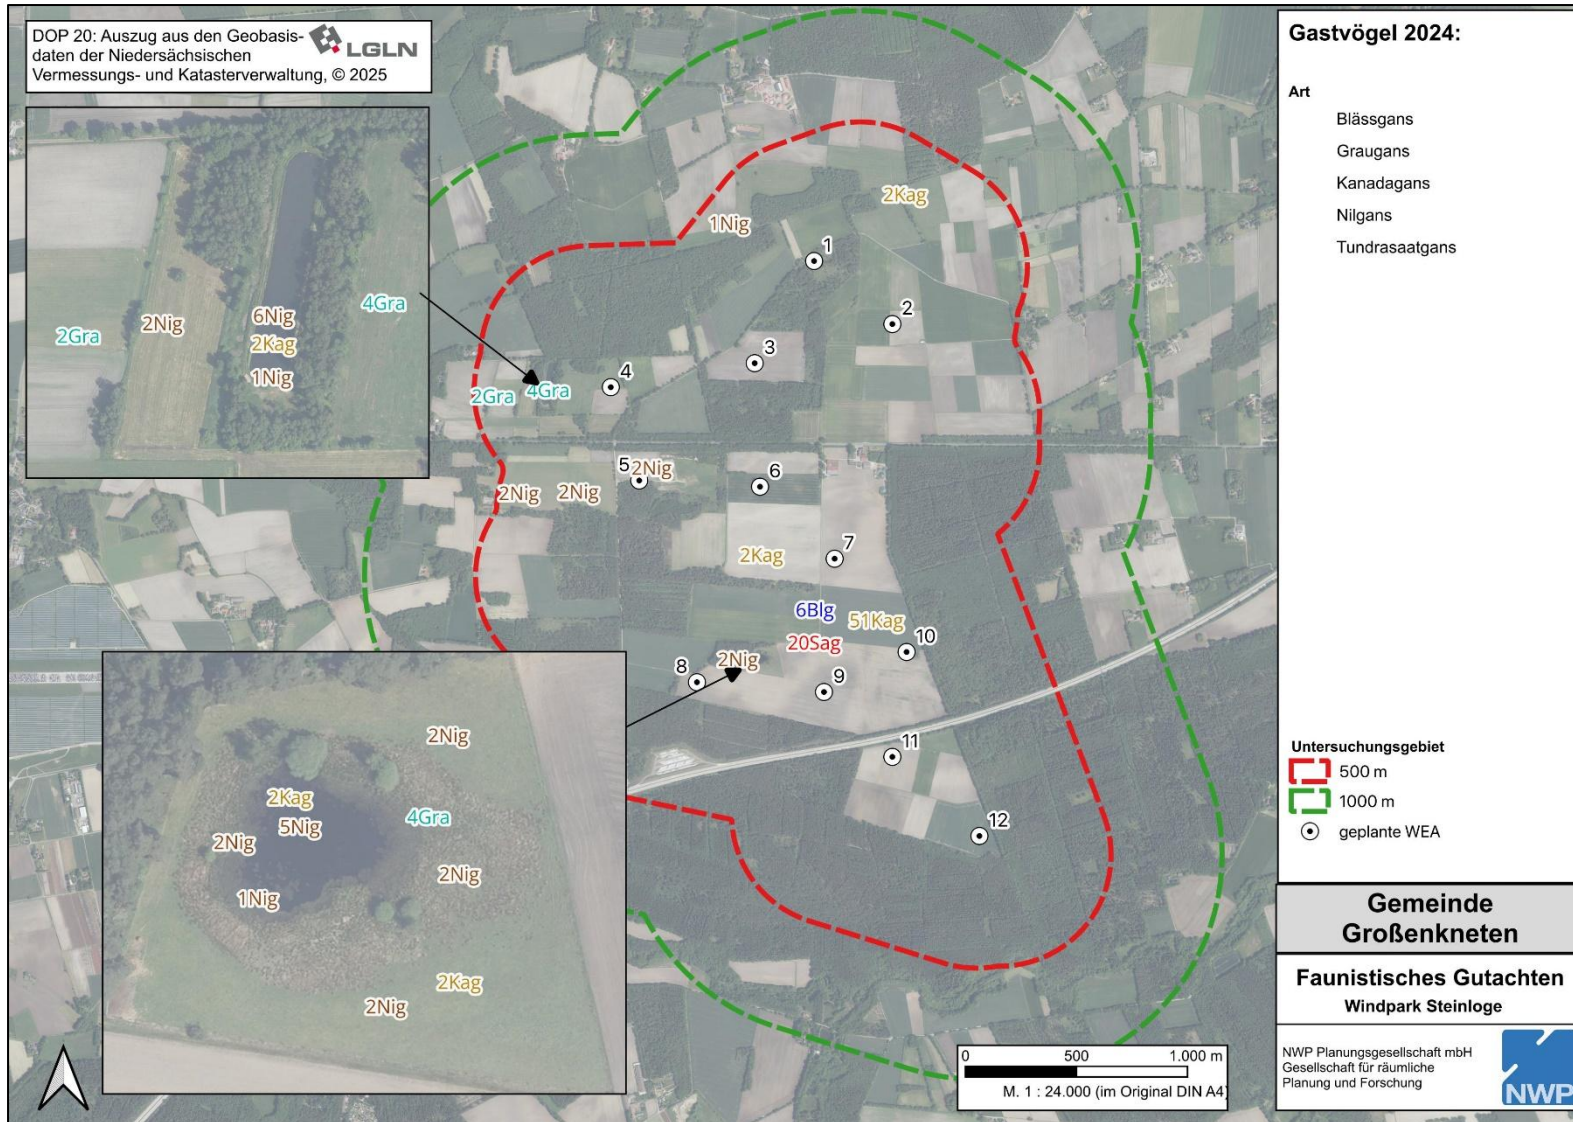 DOP 20: Auszug aus den Geobasis-
daten der Niedersächsischen
Vermessungs- und Katasterverwaltung, © 2025
LGLN
2Gra
2Nig
6Nig
2Kag
1Nig
4Gra
1Nig
2Kag
1
2
3
4
2Gra
4Gra
5
2Nig
6
2Nig
2Nig
2Kag
7
6Blg
51Kag
20Sag
10
2Nig
8
9
11
12
2Nig
2Kag
5Nig
4Gra
2Nig
2Nig
1Nig
2Kag
2Nig
0 500 1.000 m
M. 1 : 24.000 (im Original DIN A4)
Gastvögel 2024:
Art
Blässgans
Graugans
Kanadagans
Nilgans
Tundrasaatgans
Untersuchungsgebiet
500 m
1000 m
geplante WEA
Gemeinde
Großenkneten
Faunistisches Gutachten
Windpark Steinloge
NWP Planungsgesellschaft mbH
Gesellschaft für räumliche
Planung und Forschung
NWP